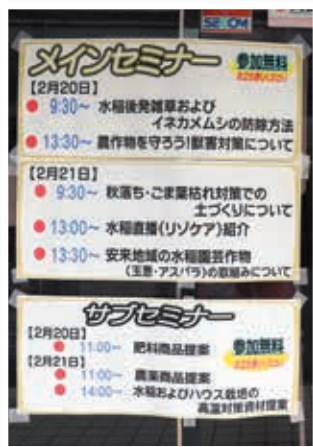 SECOM
メインセミナー
参加無料
【2月20日】
● 9:30～ 水稲後発雑草および
イネカメムシの防除方法
● 13:30～ 農作物を守ろう!獣害対策について
【2月21日】
● 9:30～ 秋落ち・ごま葉枯れ対策での
土づくりについて
● 13:00～ 水稲直播(リゾケア)紹介
● 13:30～ 安来地域の水稲園芸作物
(玉葱・アスパラ)の取組みについて
サブセミナー
参加無料
【2月20日】
● 11:00～ 肥料商品提案
【2月21日】
● 11:00～ 農薬商品提案
● 14:00～ 水稲およびハウス栽培の
高温対策資材提案